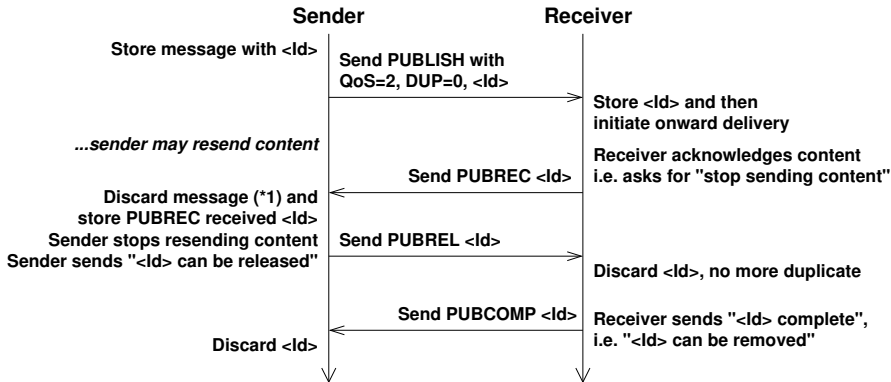 Sender
Receiver
Store message with <Id>
Send PUBLISH with
QoS=2, DUP=0, <Id>
Store <Id> and then
initiate onward delivery
...sender may resend content
Receiver acknowledges content
i.e. asks for "stop sending content"
Send PUBREC <Id>
Discard message (*1) and
store PUBREC received <Id>
Sender stops resending content
Sender sends "<Id> can be released"
Send PUBREL <Id>
Discard <Id>, no more duplicate
Send PUBCOMP <Id>
Receiver sends "<Id> complete",
i.e. "<Id> can be removed"
Discard <Id>